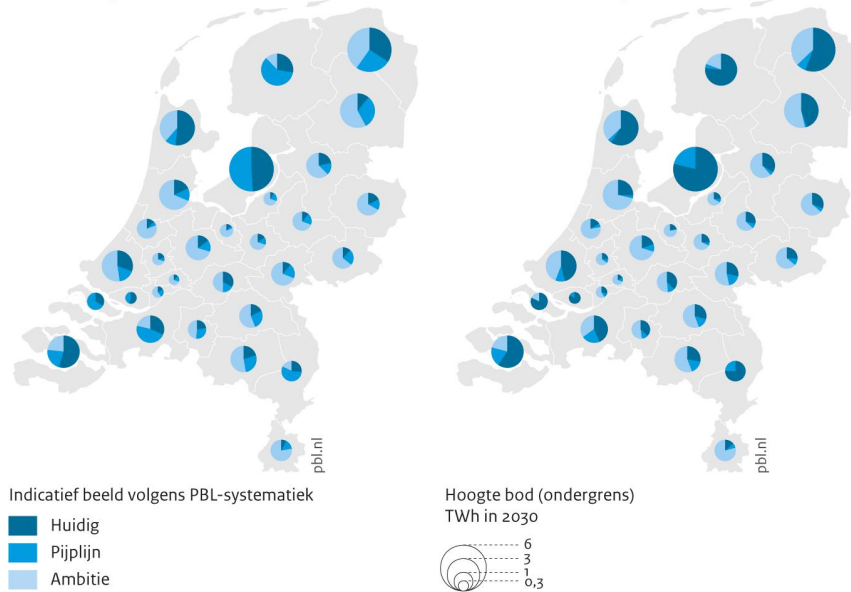 pbl.nl
pbl.nl
Indicatief beeld volgens PBL-systematiek
Huidig
Pijplijn
Ambitie
Hoogte bod (ondergrens)
TWh in 2030
6
3
1
0,3